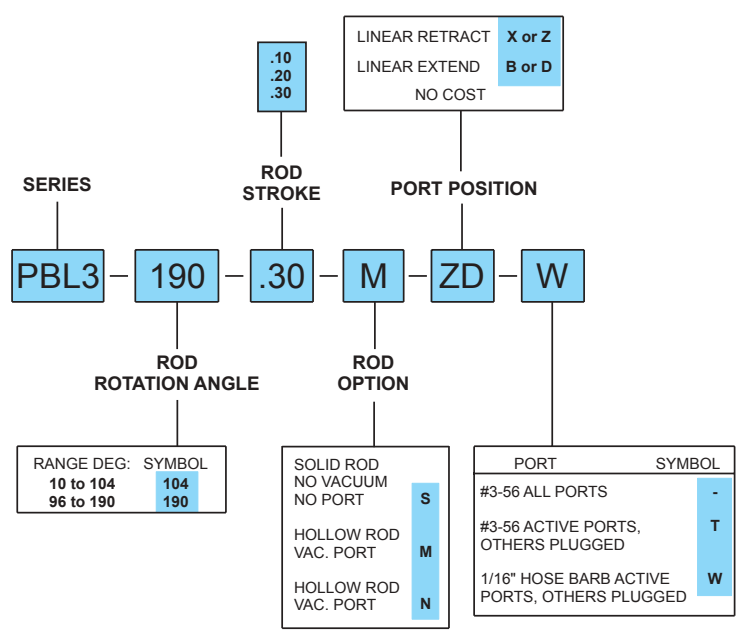 LINEAR RETRACT X or Z
LINEAR EXTEND B or D
NO COST
.10
.20
.30
SERIES
ROD
STROKE
PORT POSITION
PBL3 – 190 – .30 – M – ZD – W
ROD
ROTATION ANGLE
ROD
OPTION
RANGE DEG: SYMBOL
10 to 104 104
96 to 190 190
SOLID ROD
NO VACUUM
NO PORT S
HOLLOW ROD
VAC. PORT M
HOLLOW ROD
VAC. PORT N
PORT SYMBOL
#3-56 ALL PORTS -
#3-56 ACTIVE PORTS, T
OTHERS PLUGGED
1/16" HOSE BARB ACTIVE W
PORTS, OTHERS PLUGGED